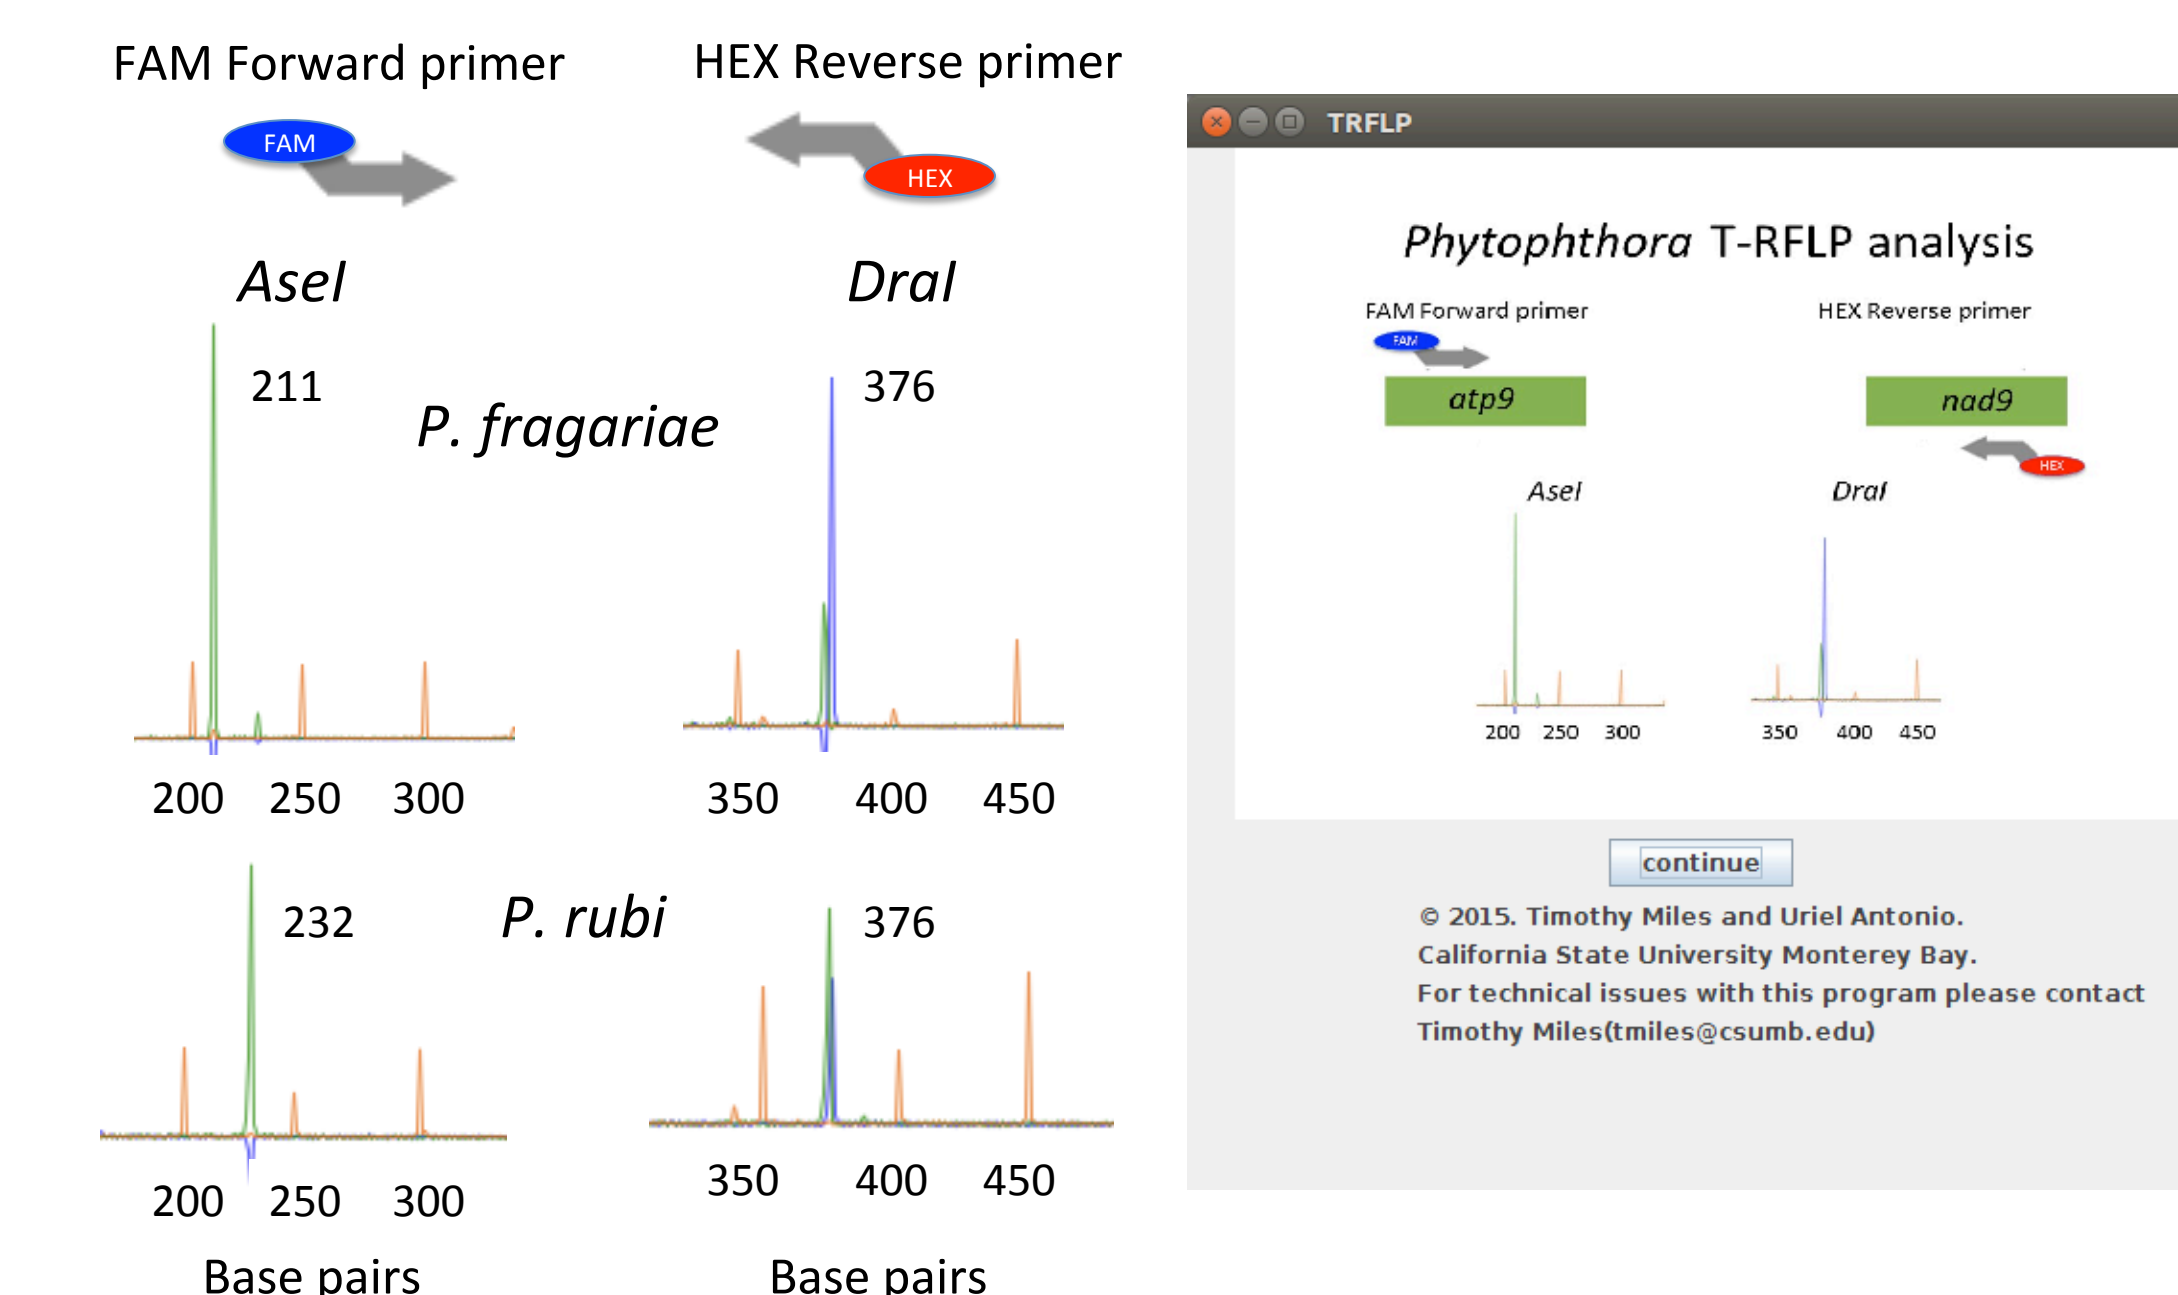 FAM Forward primer
HEX Reverse primer
FAM
HEX
AseI
DraI
211
376
P. fragariae
200 250 300
350 400 450
232
P. rubi
376
200 250 300
350 400 450
Base pairs
Base pairs
TRFLP
Phytophthora T-RFLP analysis
FAM Forward primer
HEX Reverse primer
FAM
atp9
nad9
HEX
AseI
DraI
200 250 300
350 400 450
continue
© 2015. Timothy Miles and Uriel Antonio.
California State University Monterey Bay.
For technical issues with this program please contact
Timothy Miles(tmiles@csumb.edu)